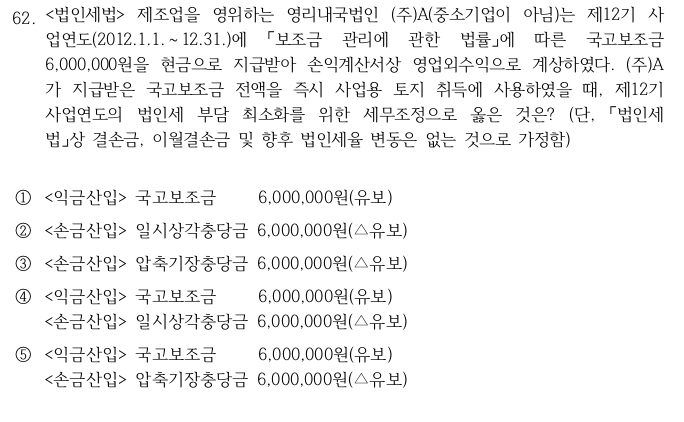 62. <법인세법> 제조업을 영위하는 영리내국법인 (주)A(중소기업이 아님)는 제12기 사
업연도(2012.1.1.~12.31.)에 「보조금 관리에 관한 법률」에 따른 국고보조금
6,000,000원을 현금으로 지급받아 손익계산서상 영업외수익으로 계상하였다. (주)A
가 지급받은 국고보조금 전액을 즉시 사업용 토지 취득에 사용하였을 때, 제12기
사업연도의 법인세 부담 최소화를 위한 세무조정으로 옳은 것은? (단, 「법인세
법」상 결손금, 이월결손금 및 향후 법인세율 변동은 없는 것으로 가정함)
① <익금산입> 국고보조금 6,000,000원(유보)
② <손금산입> 일시상각충당금 6,000,000원(△유보)
③ <손금산입> 압축기장충당금 6,000,000원(△유보)
④ <익금산입> 국고보조금 6,000,000원(유보)
<손금산입> 일시상각충당금 6,000,000원(△유보)
⑤ <익금산입> 국고보조금 6,000,000원(유보)
<손금산입> 압축기장충당금 6,000,000원(△유보)